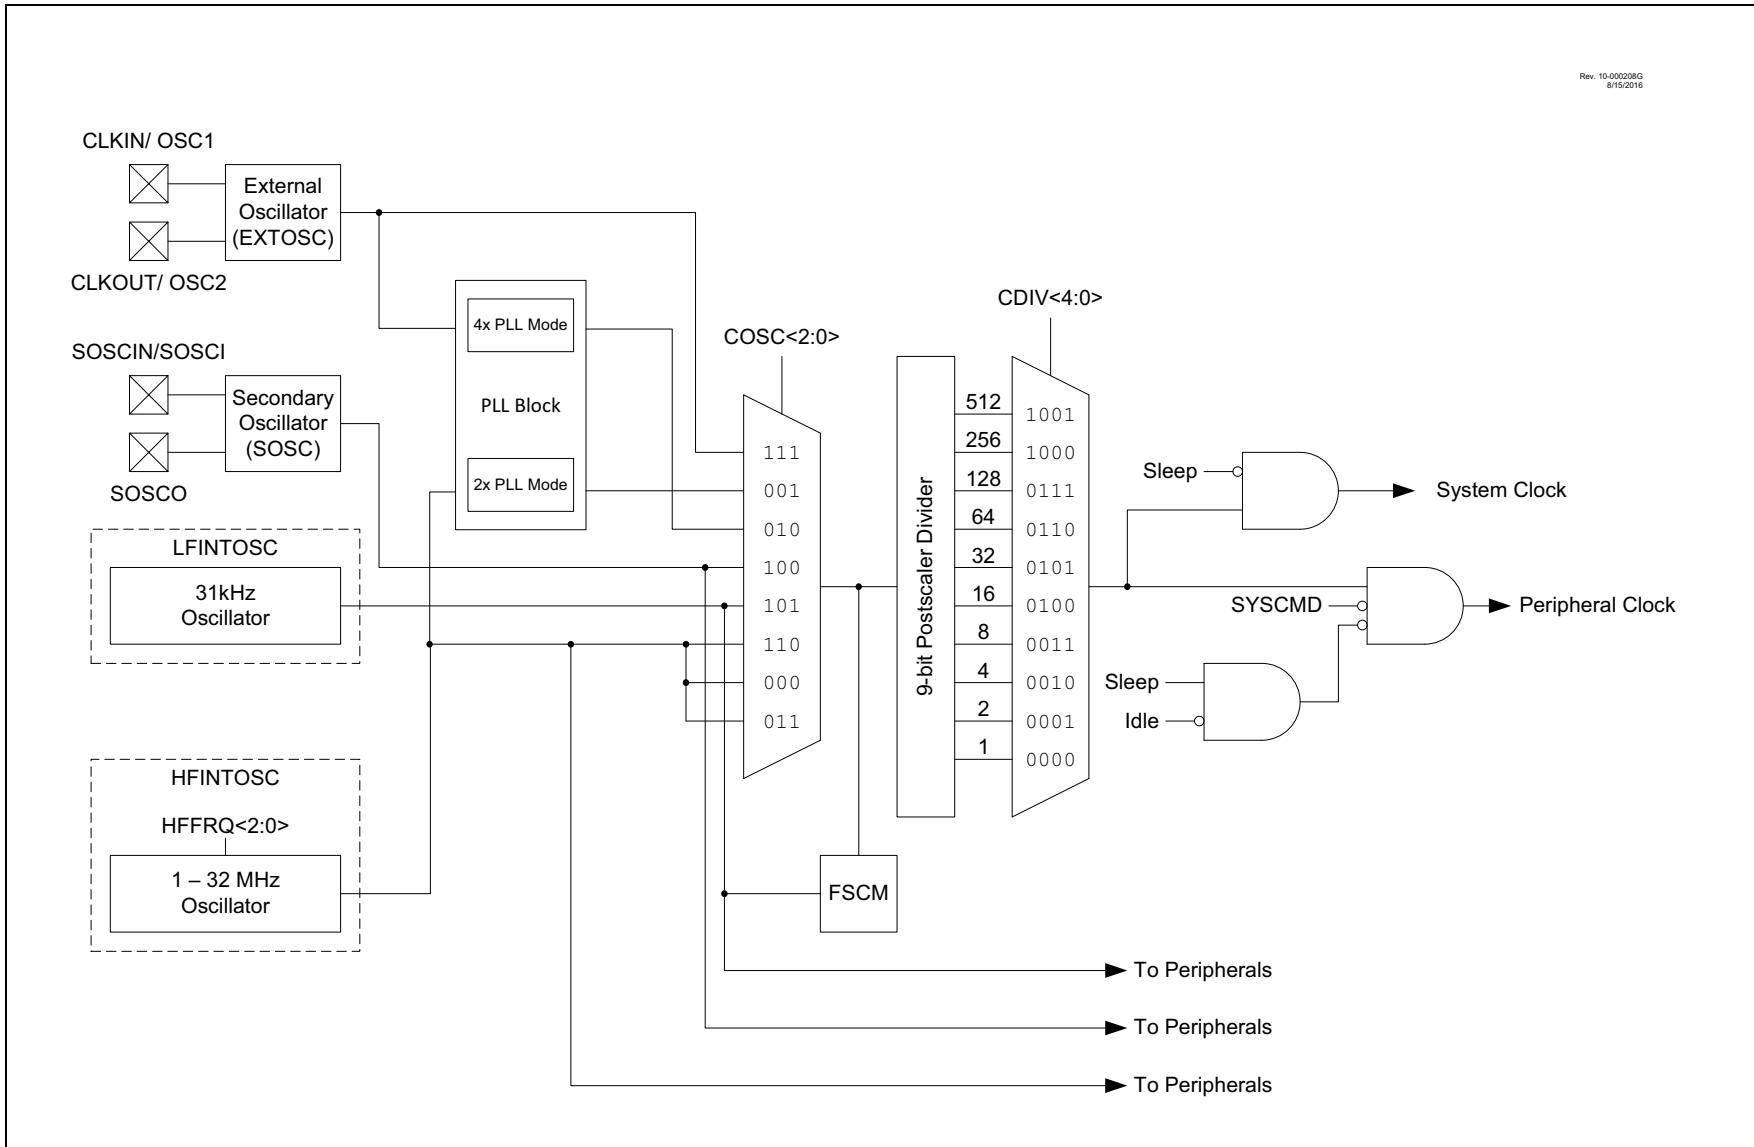 Rev. 10-000208G
8/15/2016
CLKIN/ OSC1
External
Oscillator
(EXTOSC)
CLKOUT/ OSC2
SOSCIN/SOSCI
Secondary
Oscillator
(SOSC)
SOSCO
LFINTOSC
31kHz
Oscillator
HFINTOSC
HFFRQ<2:0>
1 – 32 MHz
Oscillator
4x PLL Mode
PLL Block
2x PLL Mode
COSC<2:0>
111
001
010
100
101
110
000
011
FSCM
9-bit Postscaler Divider
CDIV<4:0>
512 1001
256 1000
128 0111
64 0110
32 0101
16 0100
8 0011
4 0010
2 0001
1 0000
Sleep
System Clock
SYSCMD
Peripheral Clock
Sleep
Idle
To Peripherals
To Peripherals
To Peripherals